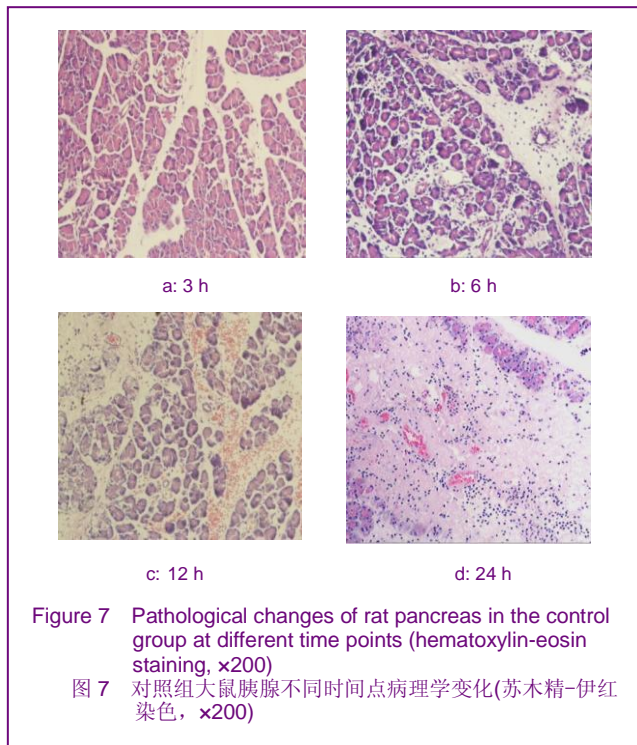 a: 3 h
b: 6 h
c: 12 h
d: 24 h
Figure 7 Pathological changes of rat pancreas in the control
group at different time points (hematoxylin-eosin
staining, ×200)
图 7 对照组大鼠胰腺不同时间点病理学变化(苏木精-伊红
染色，×200)